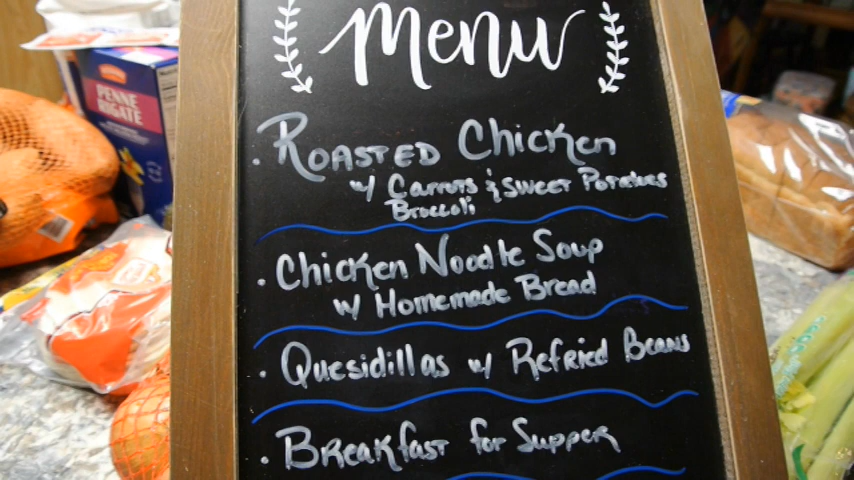 Menu
PENNE
RIGATE
· ROASTED Chicken
w/ Carrots & Sweet Potatoes
Broccoli
· Chicken Noodle Soup
w/ Homemade Bread
· Quesidillas w/ Refried Beans
· Breakfast for Supper